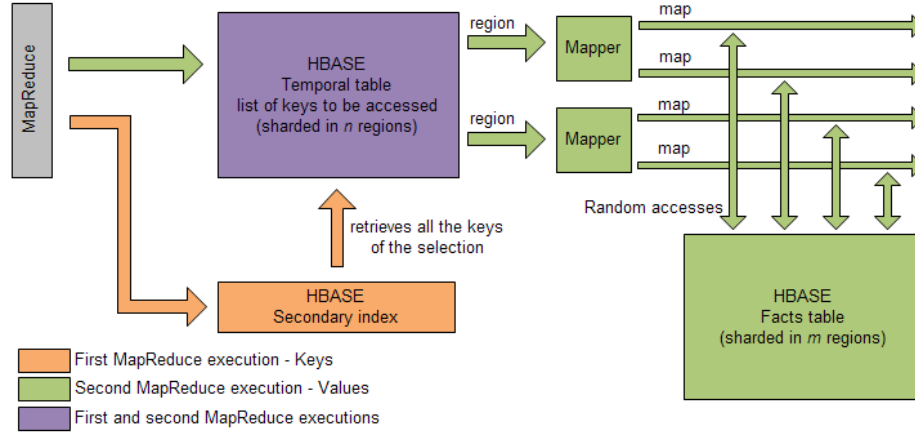 MapReduce
HBASE
Temporal table
list of keys to be accessed
(sharded in n regions)
region
region
Mapper
Mapper
map
map
map
map
Random accesses
retrieves all the keys
of the selection
HBASE
Secondary index
HBASE
Facts table
(sharded in m regions)
First MapReduce execution - Keys
Second MapReduce execution - Values
First and second MapReduce executions